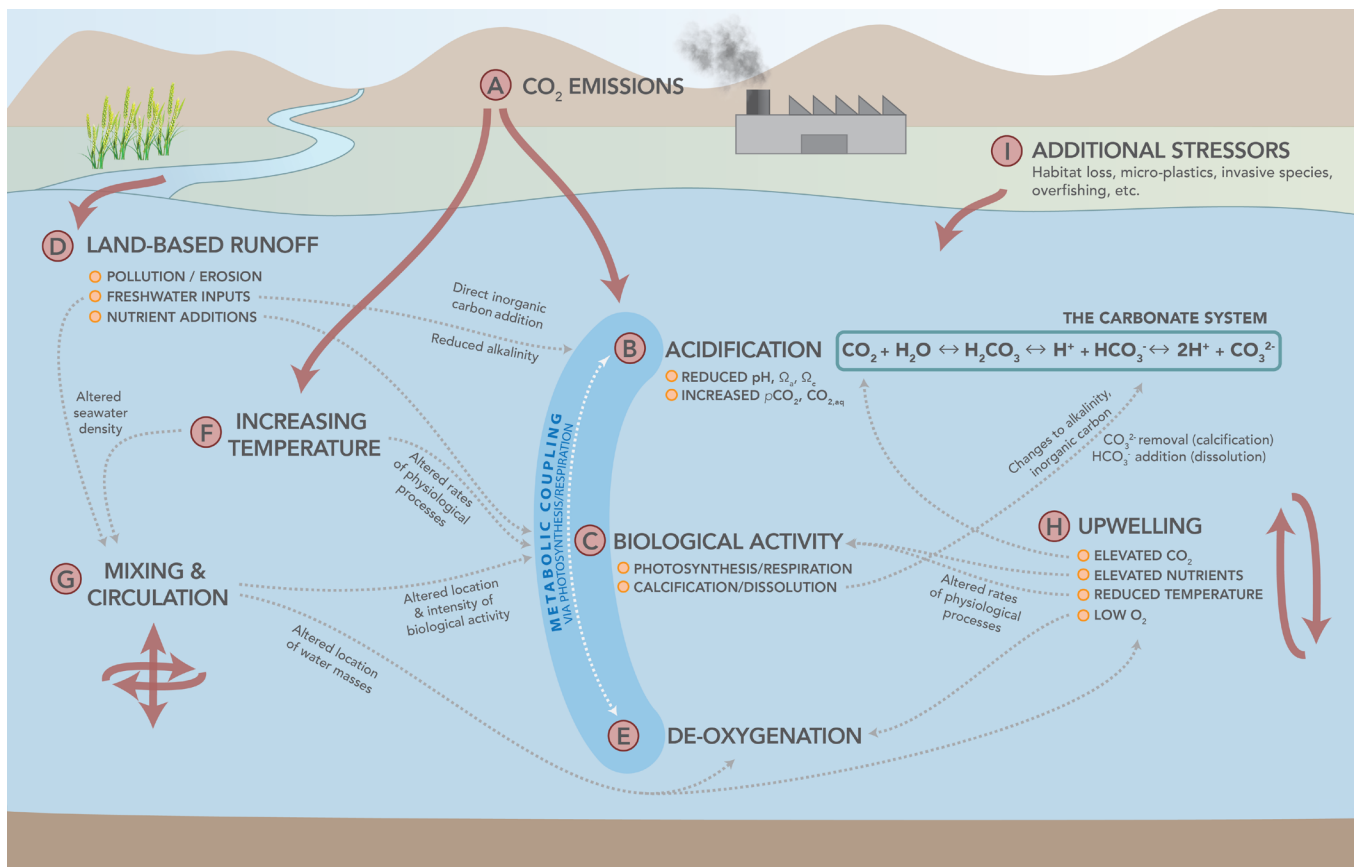 A CO₂ EMISSIONS
I ADDITIONAL STRESSORS
Habitat loss, micro-plastics, invasive species,
overfishing, etc.
D LAND-BASED RUNOFF
POLLUTION / EROSION
FRESHWATER INPUTS
NUTRIENT ADDITIONS
Direct inorganic
carbon addition
Reduced alkalinity
THE CARBONATE SYSTEM
CO₂ + H₂O ↔ H₂CO₃ ↔ H⁺ + HCO₃⁻ ↔ 2H⁺ + CO₃²⁻
B ACIDIFICATION
REDUCED pH, Ωₐ, Ω꜀
INCREASED pCO₂, CO₂,aq
Altered
seawater
density
F INCREASING
TEMPERATURE
Altered rates
of physiological
processes
METABOLIC COUPLING
VIA PHOTOSYNTHESIS/RESPIRATION
Changes to alkalinity,
inorganic carbon
CO₃²⁻ removal (calcification)
HCO₃⁻ addition (dissolution)
C BIOLOGICAL ACTIVITY
PHOTOSYNTHESIS/RESPIRATION
CALCIFICATION/DISSOLUTION
H UPWELLING
ELEVATED CO₂
ELEVATED NUTRIENTS
REDUCED TEMPERATURE
LOW O₂
Altered rates
of physiological
processes
G MIXING &
CIRCULATION
Altered location
& intensity of
biological activity
Altered location
of water masses
E DE-OXYGENATION